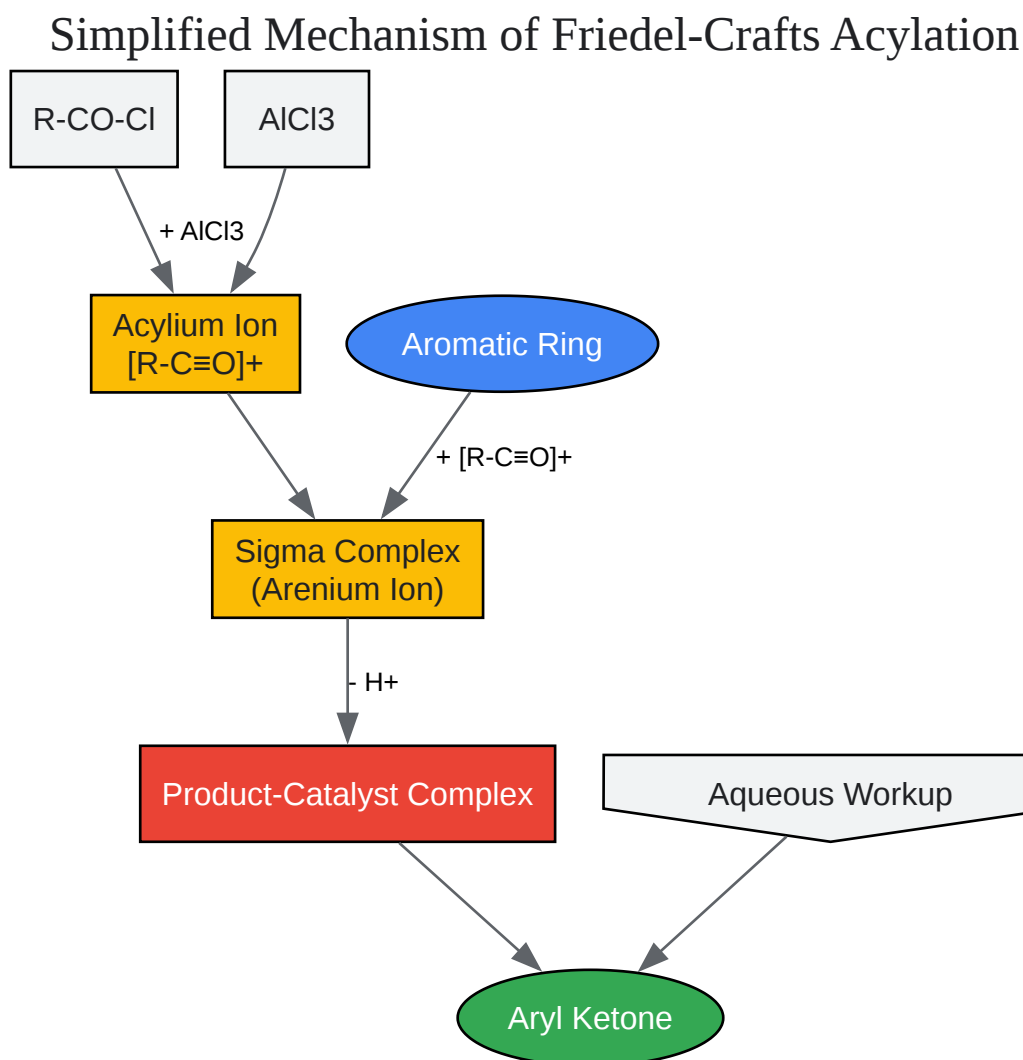 Simplified Mechanism of Friedel-Crafts Acylation
R-CO-Cl
AlCl3
+ AlCl3
Acylium Ion
[R-C≡O]+
Aromatic Ring
+ [R-C≡O]+
Sigma Complex
(Arenium Ion)
- H+
Product-Catalyst Complex
Aqueous Workup
Aryl Ketone